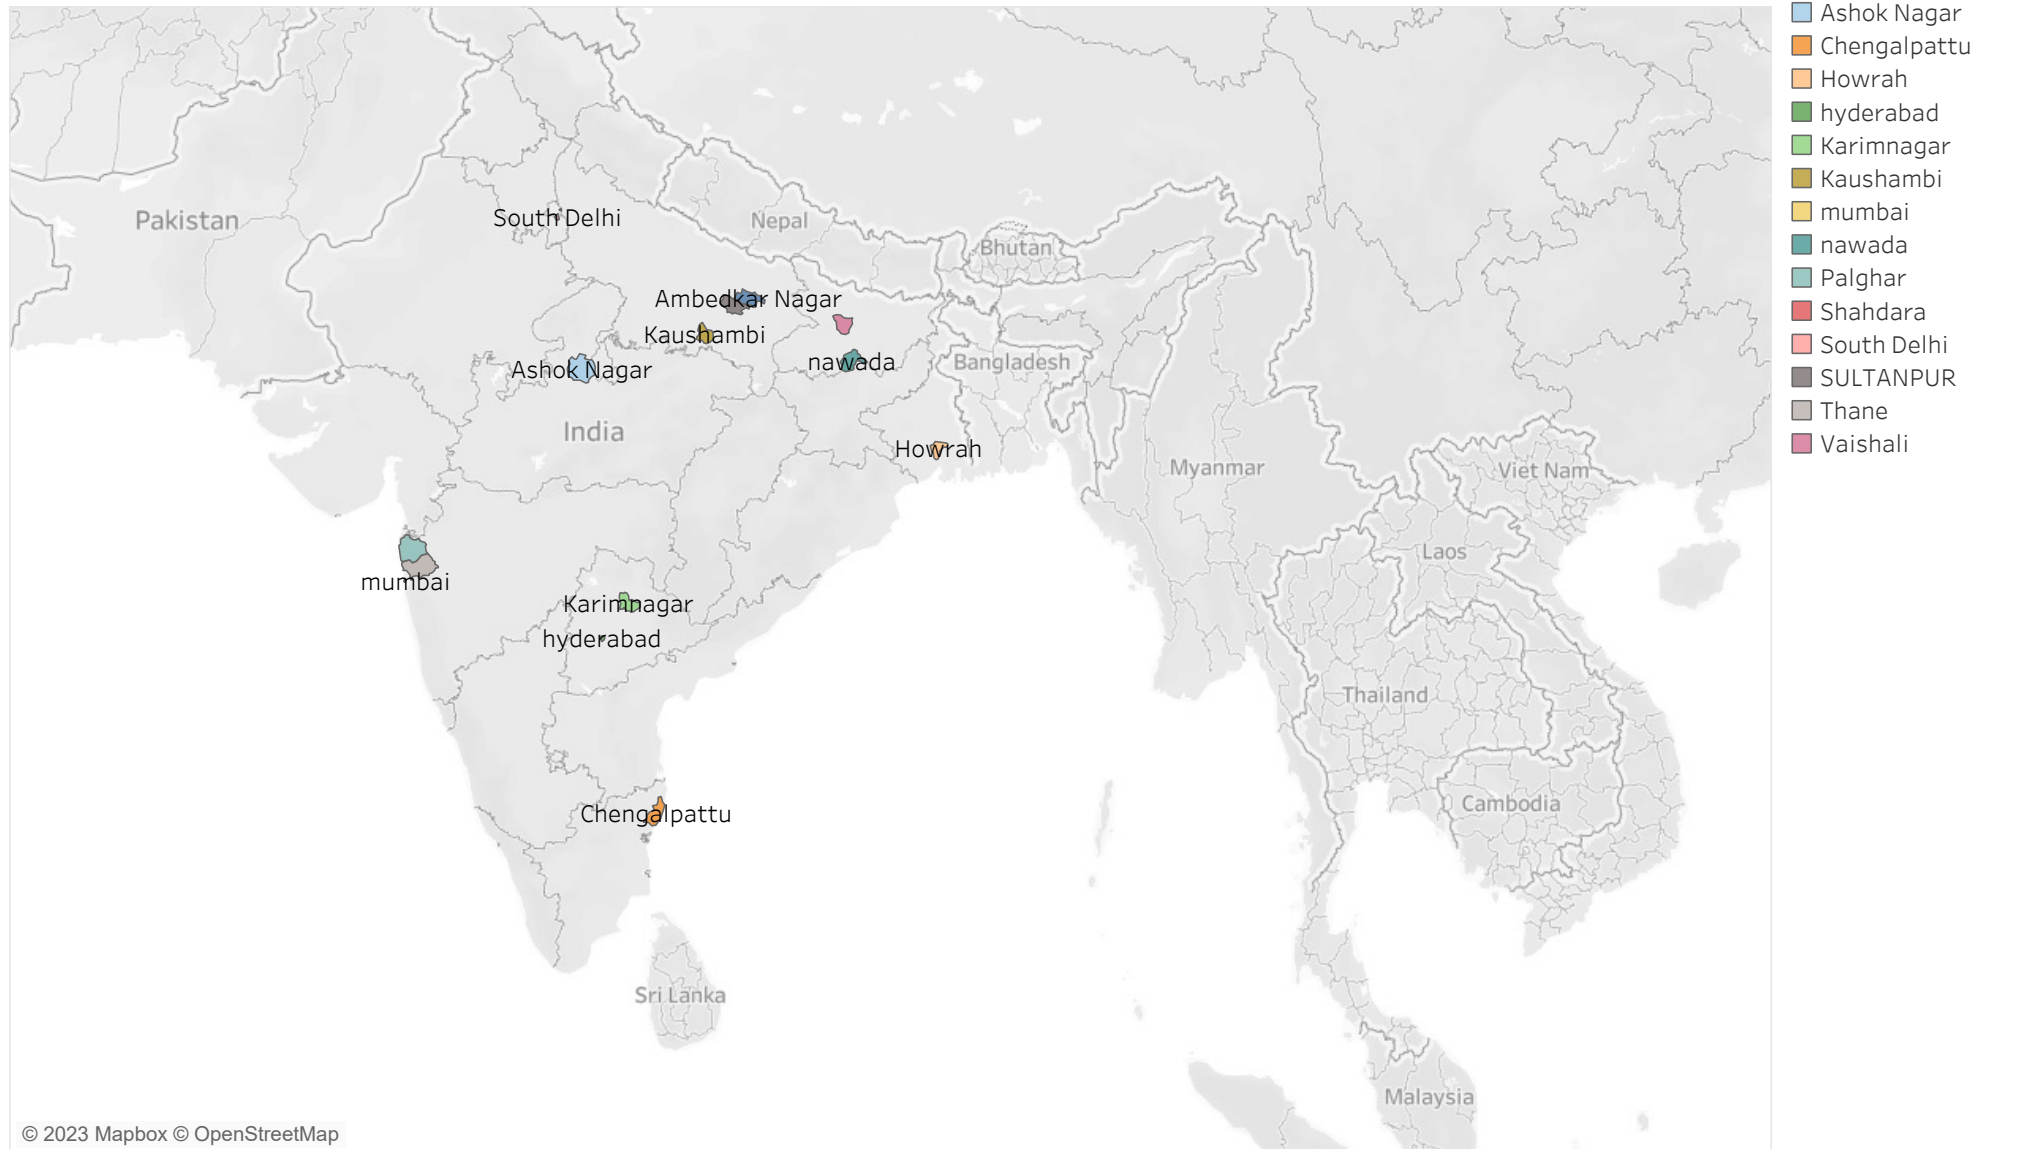 Pakistan
Nepal
Bhutan
South Delhi
Ambedkar Nagar
Kaushambi
nawada
Bangladesh
Ashok Nagar
India
Howrah
Myanmar
Viet Nam
Laos
mumbai
Karimnagar
hyderabad
Thailand
Chengalpattu
Cambodia
Sri Lanka
Malaysia
© 2023 Mapbox © OpenStreetMap
Ashok Nagar
Chengalpattu
Howrah
hyderabad
Karimnagar
Kaushambi
mumbai
nawada
Palghar
Shahdara
South Delhi
SULTANPUR
Thane
Vaishali